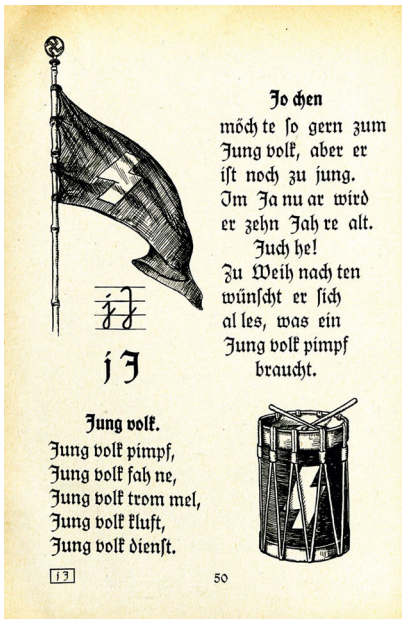 Jo chen
möch te so gern zum
Jung volk, aber er
ist noch zu jung.
Im Ja nu ar wird
er zehn Jah re alt.
Juch he!
Zu Weih nach ten
wünscht er sich
al les, was ein
Jung volk pimpf
braucht.
j J
j J
Jung volk.
Jung volk pimpf,
Jung volk fah ne,
Jung volk trom mel,
Jung volk kluft,
Jung volk dienst.
j J
50